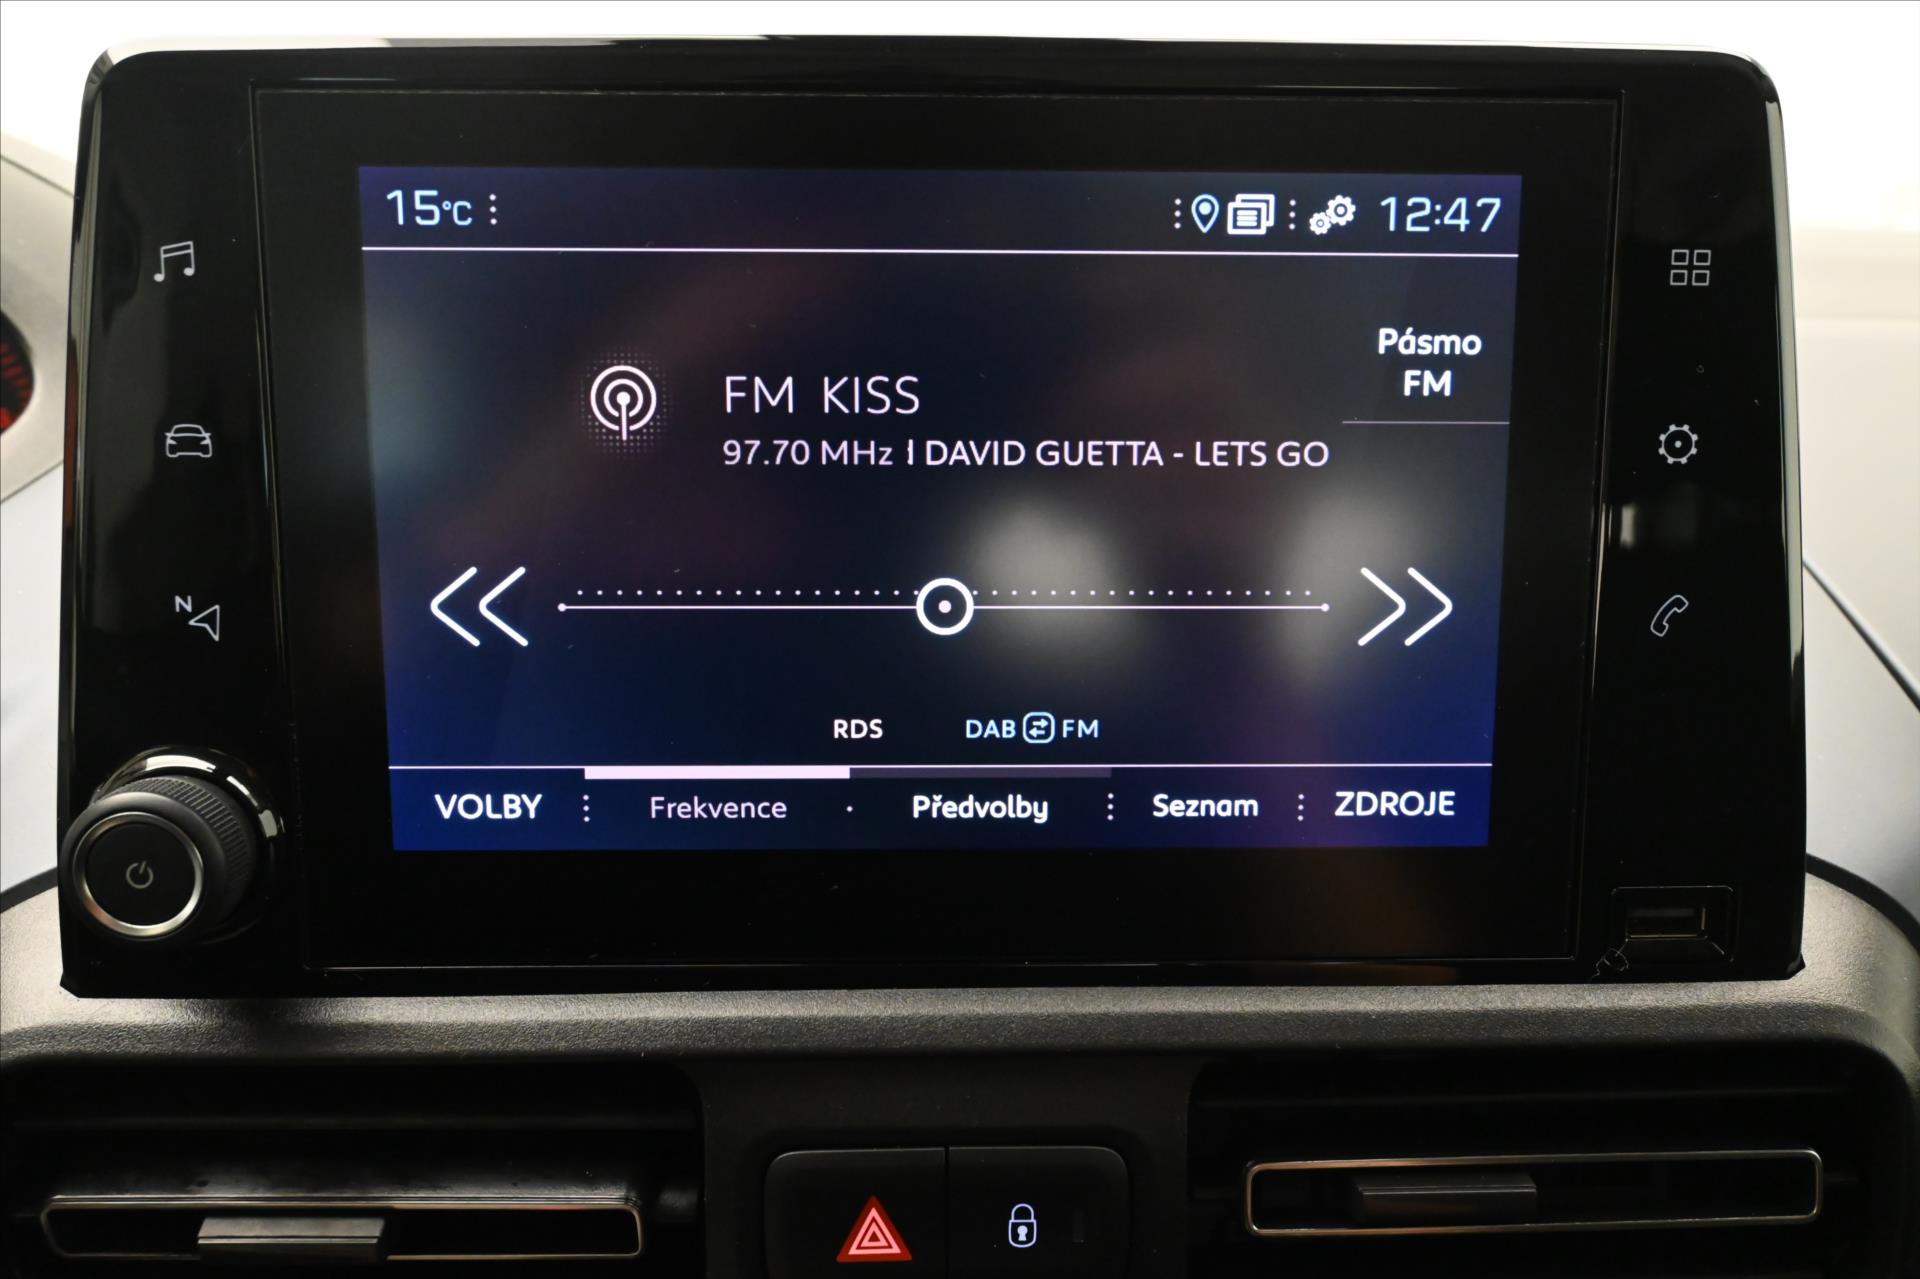 15°C
12:47
Pásmo
FM
FM KISS
97.70 MHz | DAVID GUETTA - LETS GO
N
RDS
DAB FM
VOLBY Frekvence Předvolby Seznam ZDROJE